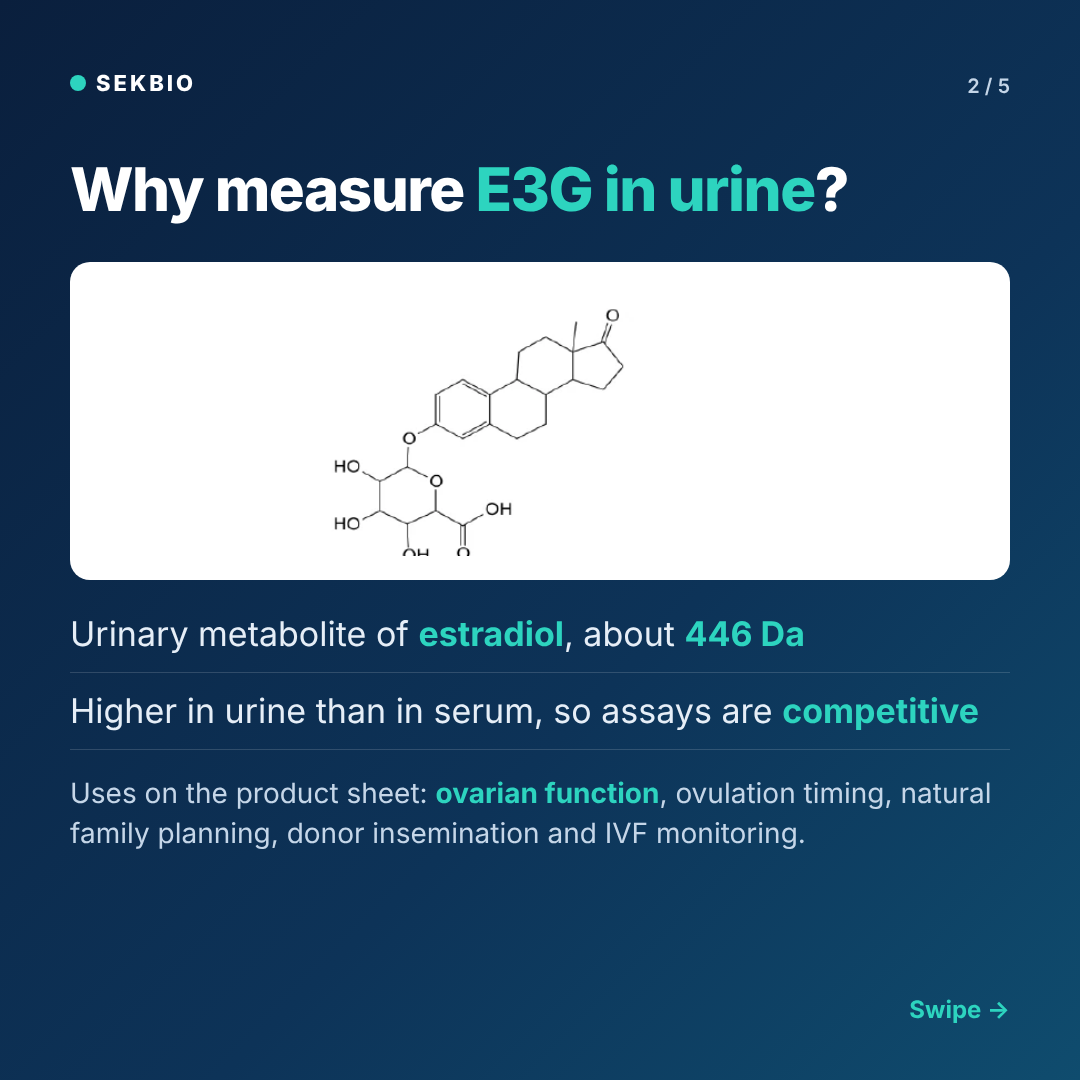 SEKBIO
2 / 5
Why measure E3G in urine?
O
O
HO
O
OH
HO
OH
O
Urinary metabolite of estradiol, about 446 Da
Higher in urine than in serum, so assays are competitive
Uses on the product sheet: ovarian function, ovulation timing, natural
family planning, donor insemination and IVF monitoring.
Swipe →